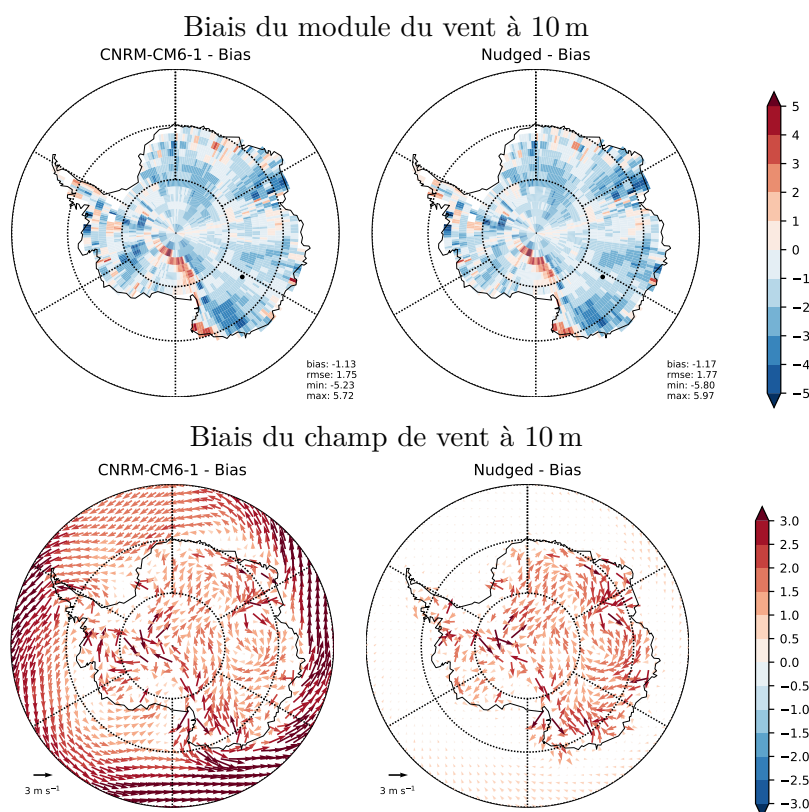 Biais du module du vent à 10 m
CNRM-CM6-1 - Bias
Nudged - Bias
bias: -1.13
rmse: 1.75
min: -5.23
max: 5.72
bias: -1.17
rmse: 1.77
min: -5.80
max: 5.97
5
4
3
2
1
0
−1
−2
−3
−4
−5
Biais du champ de vent à 10 m
CNRM-CM6-1 - Bias
Nudged - Bias
3 m s⁻¹
3 m s⁻¹
3.0
2.5
2.0
1.5
1.0
0.5
0.0
−0.5
−1.0
−1.5
−2.0
−2.5
−3.0